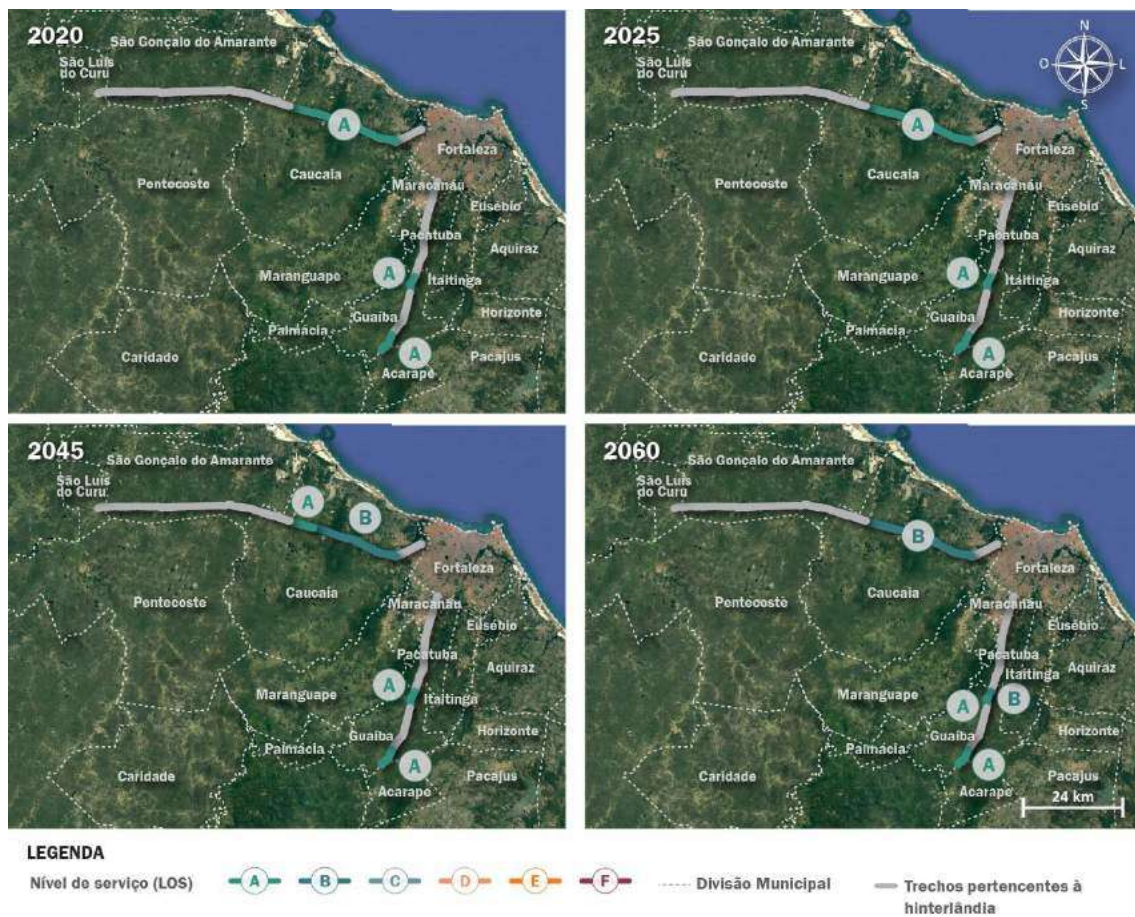 2020
São Gonçalo do Amarante
São Luís
do Curu
A
Fortaleza
Pentecoste
Caucaia
Maracanaú
Eusébio
Pacatuba
Aquiraz
Maranguape
A
Itaitinga
Guaíba
Horizonte
Palmácia
Caridade
A
Pacajus
Acarape
2025
São Gonçalo do Amarante
N
O
L
S
São Luís
do Curu
A
Fortaleza
Pentecoste
Caucaia
Maracanaú
Eusébio
Pacatuba
Aquiraz
Maranguape
A
Itaitinga
Guaíba
Horizonte
Palmácia
Caridade
A
Pacajus
Acarape
2045
São Gonçalo do Amarante
São Luís
do Curu
A
B
Fortaleza
Pentecoste
Caucaia
Maracanaú
Eusébio
Pacatuba
Aquiraz
Maranguape
A
Itaitinga
Guaíba
Horizonte
Palmácia
Caridade
A
Pacajus
Acarape
2060
São Gonçalo do Amarante
São Luís
do Curu
B
Fortaleza
Pentecoste
Caucaia
Maracanaú
Eusébio
Pacatuba
Itaitinga
Aquiraz
Maranguape
A
B
Guaíba
Horizonte
Palmácia
Caridade
A
Pacajus
Acarape
24 km
LEGENDA
Nível de serviço (LOS) A B C D E F Divisão Municipal Trechos pertencentes à
hinterlândia